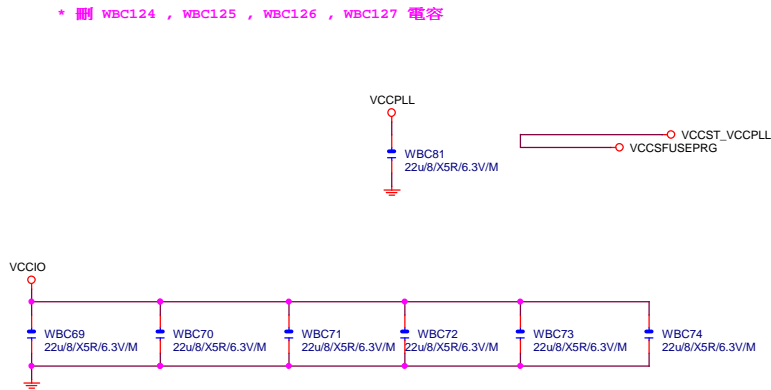 * 刪 WBC124 , WBC125 , WBC126 , WBC127 電容
VCCPLL
VCCST_VCCPLL
VCCSFUSEPRG
WBC81
22u/8/X5R/6.3V/M
VCCIO
WBC69 WBC70 WBC71 WBC72 WBC73 WBC74
22u/8/X5R/6.3V/M 22u/8/X5R/6.3V/M 22u/8/X5R/6.3V/M 22u/8/X5R/6.3V/M 22u/8/X5R/6.3V/M 22u/8/X5R/6.3V/M